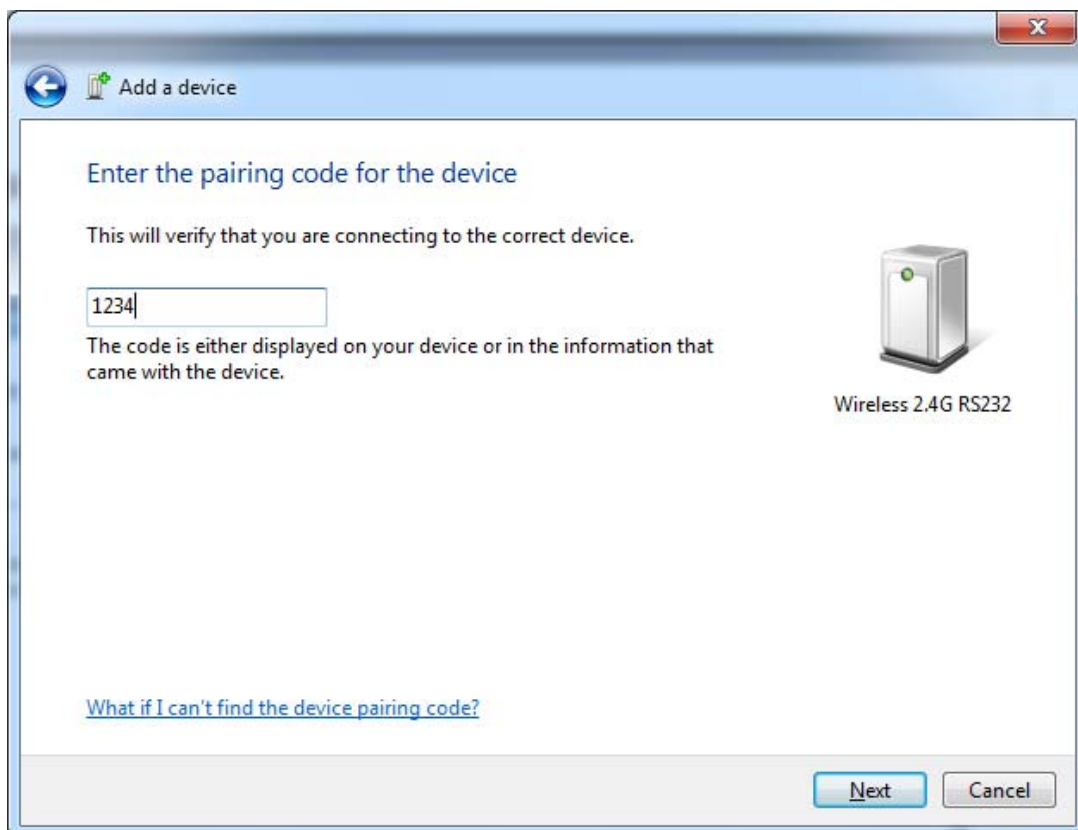 Add a device
Enter the pairing code for the device
This will verify that you are connecting to the correct device.
1234
The code is either displayed on your device or in the information that
came with the device.
Wireless 2.4G RS232
What if I can't find the device pairing code?
Next
Cancel